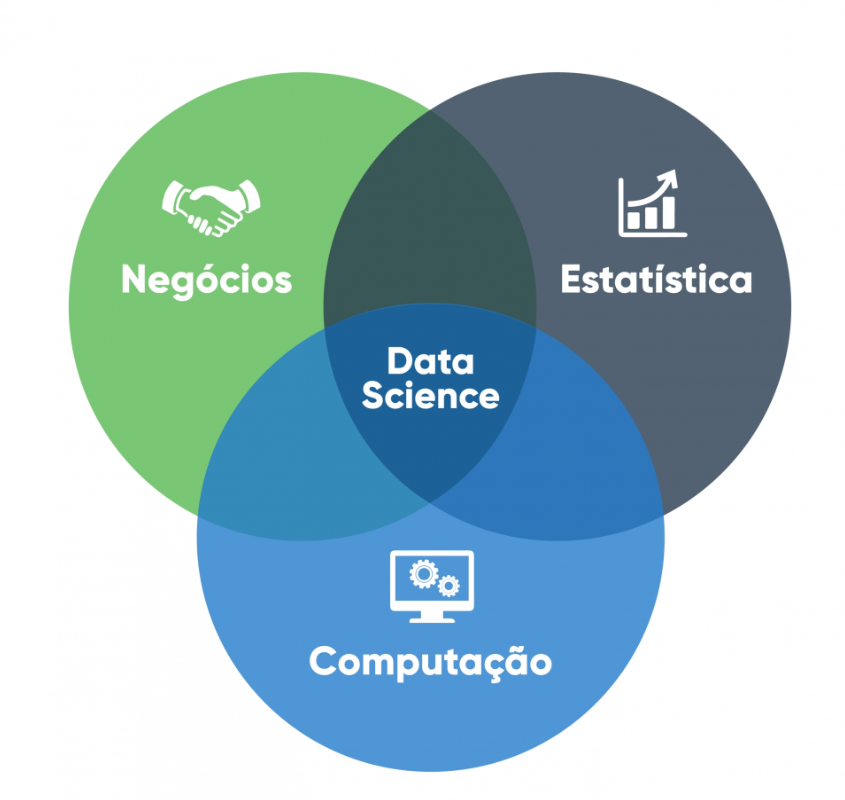 Negócios
Estatística
Data
Science
Computação